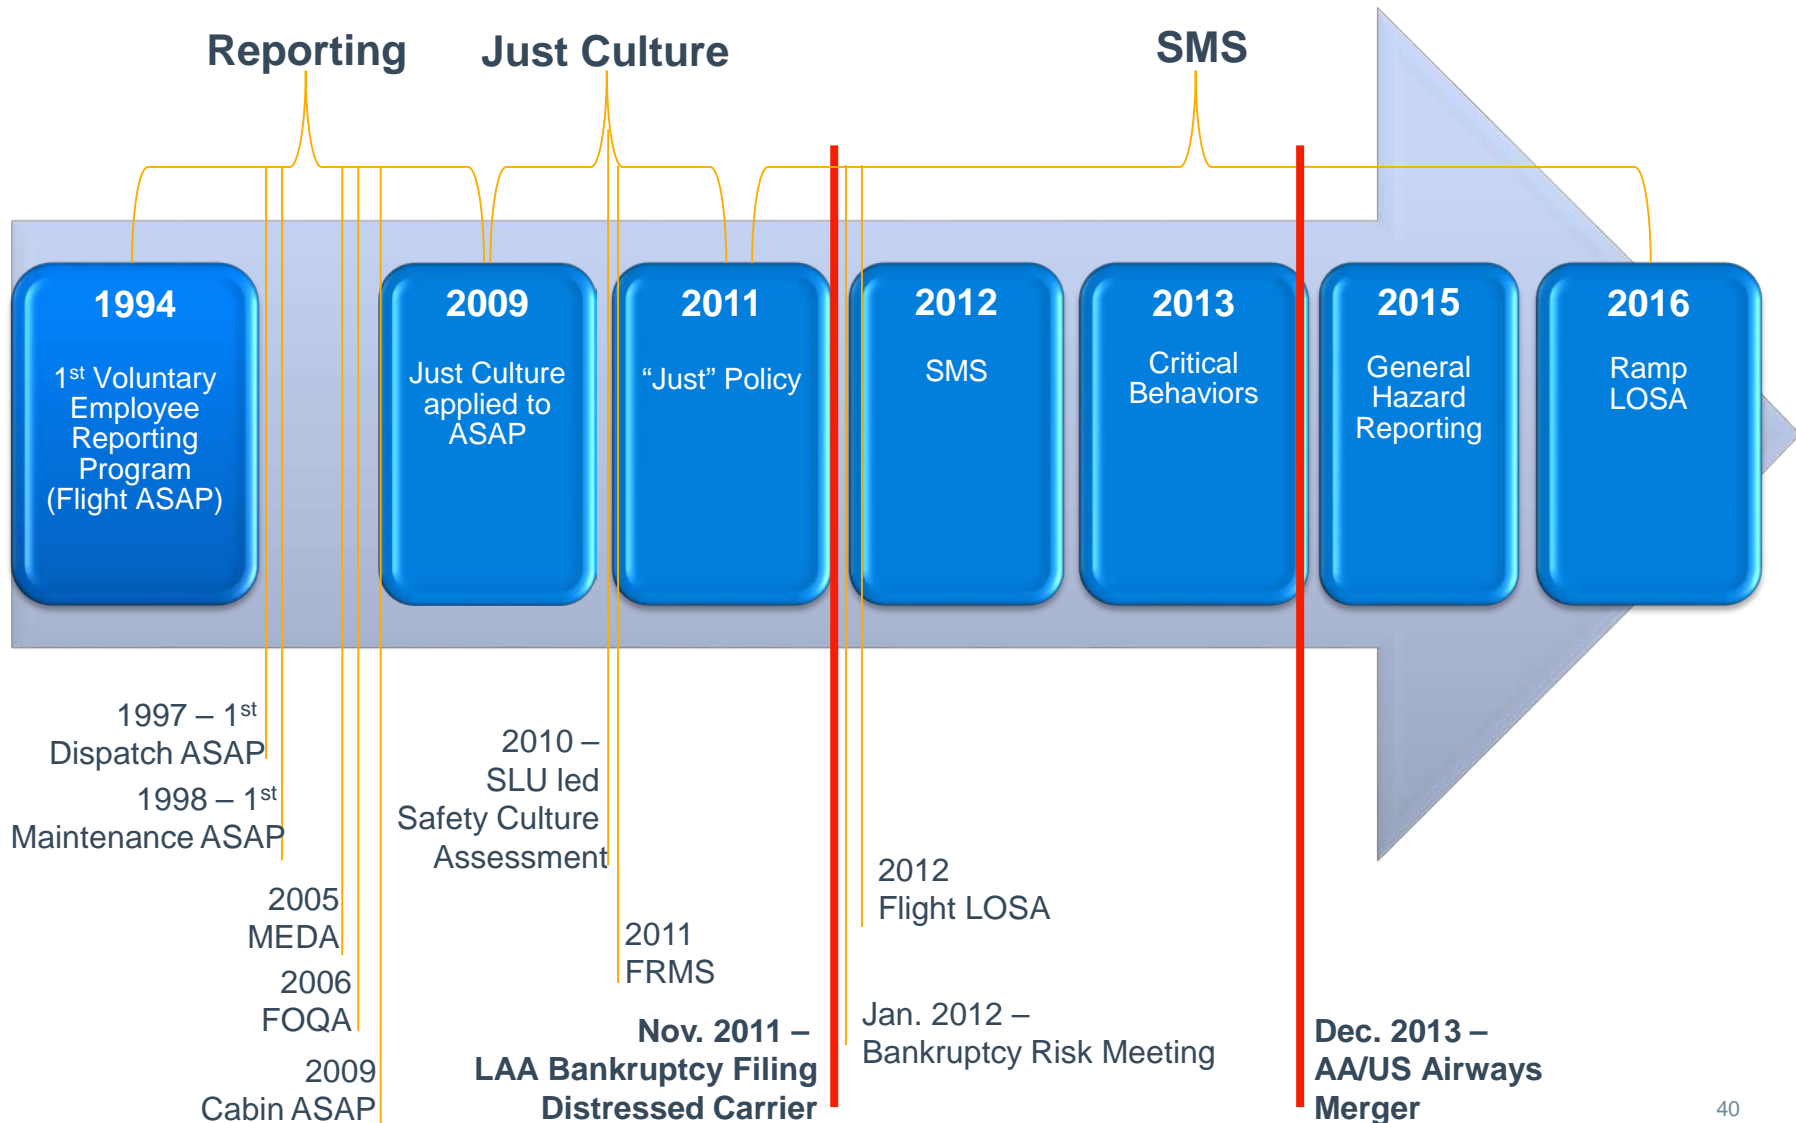 Reporting
Just Culture
SMS
1994
1st Voluntary
Employee
Reporting
Program
(Flight ASAP)
2009
Just Culture
applied to
ASAP
2011
“Just” Policy
2012
SMS
2013
Critical
Behaviors
2015
General
Hazard
Reporting
2016
Ramp
LOSA
1997 – 1st
Dispatch ASAP
1998 – 1st
Maintenance ASAP
2005
MEDA
2006
FOQA
2009
Cabin ASAP
2010 –
SLU led
Safety Culture
Assessment
2011
FRMS
Nov. 2011 –
LAA Bankruptcy Filing
Distressed Carrier
2012
Flight LOSA
Jan. 2012 –
Bankruptcy Risk Meeting
Dec. 2013 –
AA/US Airways
Merger
40